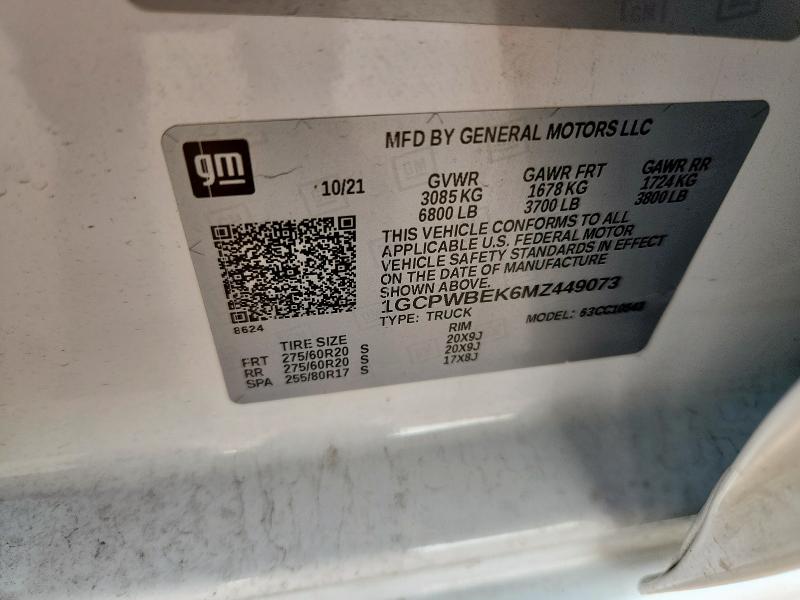 MFD BY GENERAL MOTORS LLC
gm
10/21
GVWR GAWR FRT GAWR RR
3085 KG 1678 KG 1724 KG
6800 LB 3700 LB 3800 LB
THIS VEHICLE CONFORMS TO ALL
APPLICABLE U.S. FEDERAL MOTOR
VEHICLE SAFETY STANDARDS IN EFFECT
ON THE DATE OF MANUFACTURE
SHOWN ABOVE.
1GCPWBEK6MZ449073
TYPE: TRUCK MODEL:
8624
TIRE SIZE RIM
FRT 275/60R20 S 20X9J
RR 275/60R20 S 20X9J
SPA 255/80R17 S 17X8J